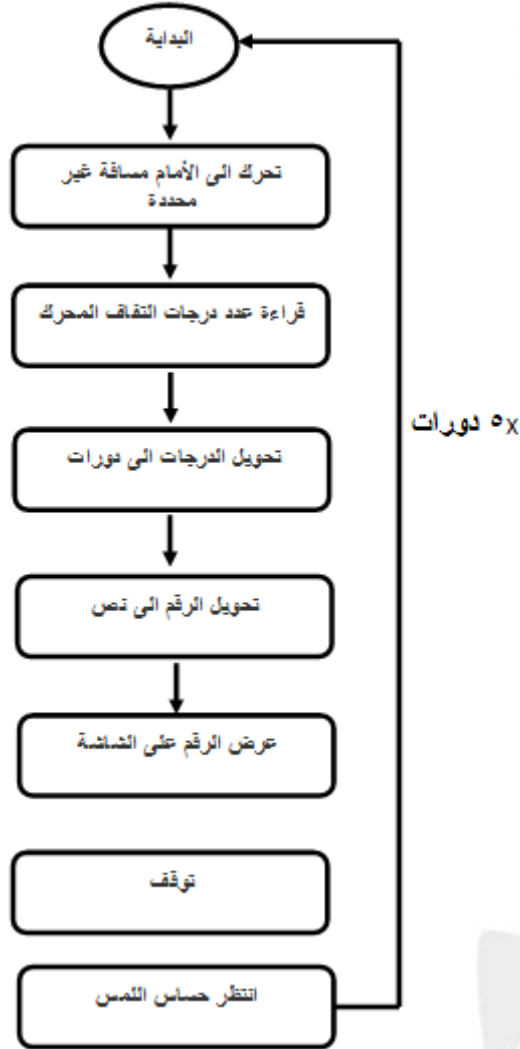 البداية
تحرك الى الأمام مسافة غير
محددة
قراءة عدد درجات التفاف المحرك
تحويل الدرجات الى دورات
X٥ دورات
تحويل الرقم الى نص
عرض الرقم على الشاشة
توقف
انتظر حساس اللمس